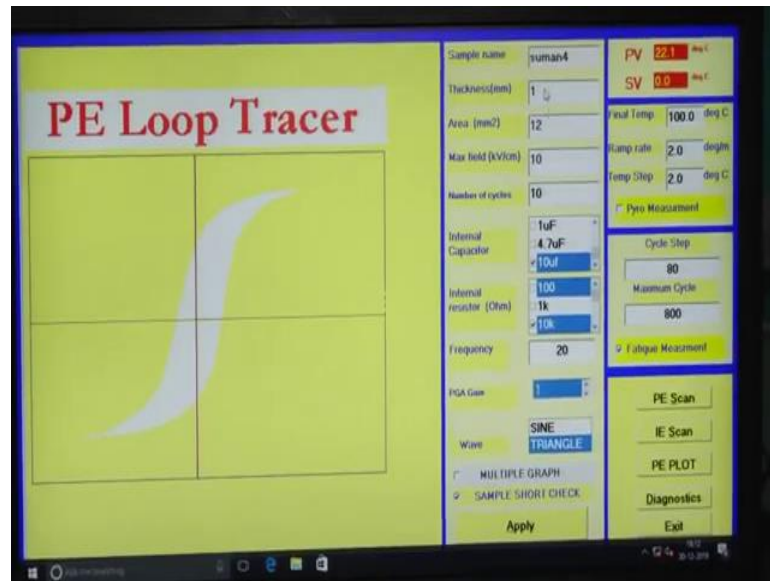 PE Loop Tracer
Sample name suman4
Thickness(mm) 1
Area (mm2) 12
Max field (kV/cm) 10
Number of cycles 10
Internal Capacitor
1uF
4.7uF
10uf
Internal resistor (Ohm)
100
1k
10k
Frequency 20
PGA Gain 1
Wave
SINE
TRIANGLE
MULTIPLE GRAPH
SAMPLE SHORT CHECK
Apply
PV 22.1 deg C
SV 0.0 deg C
Final Temp 100.0 deg C
Ramp rate 2.0 deg/m
Temp Step 2.0 deg C
Pyro Measurment
Cycle Step
80
Maximum Cycle
800
Fatigue Measrment
PE Scan
IE Scan
PE PLOT
Diagnostics
Exit